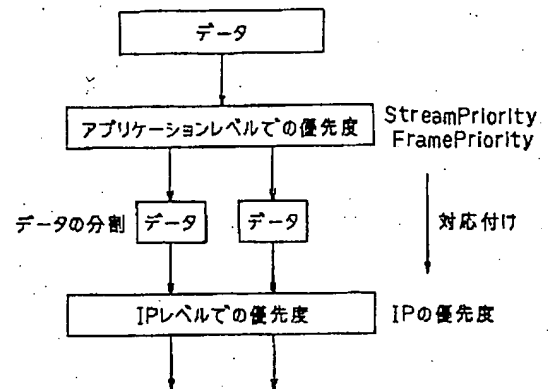 データ
アプリケーションレベルでの優先度
StreamPriority
FramePriority
データの分割
データ
データ
対応付け
IPレベルでの優先度
IPの優先度